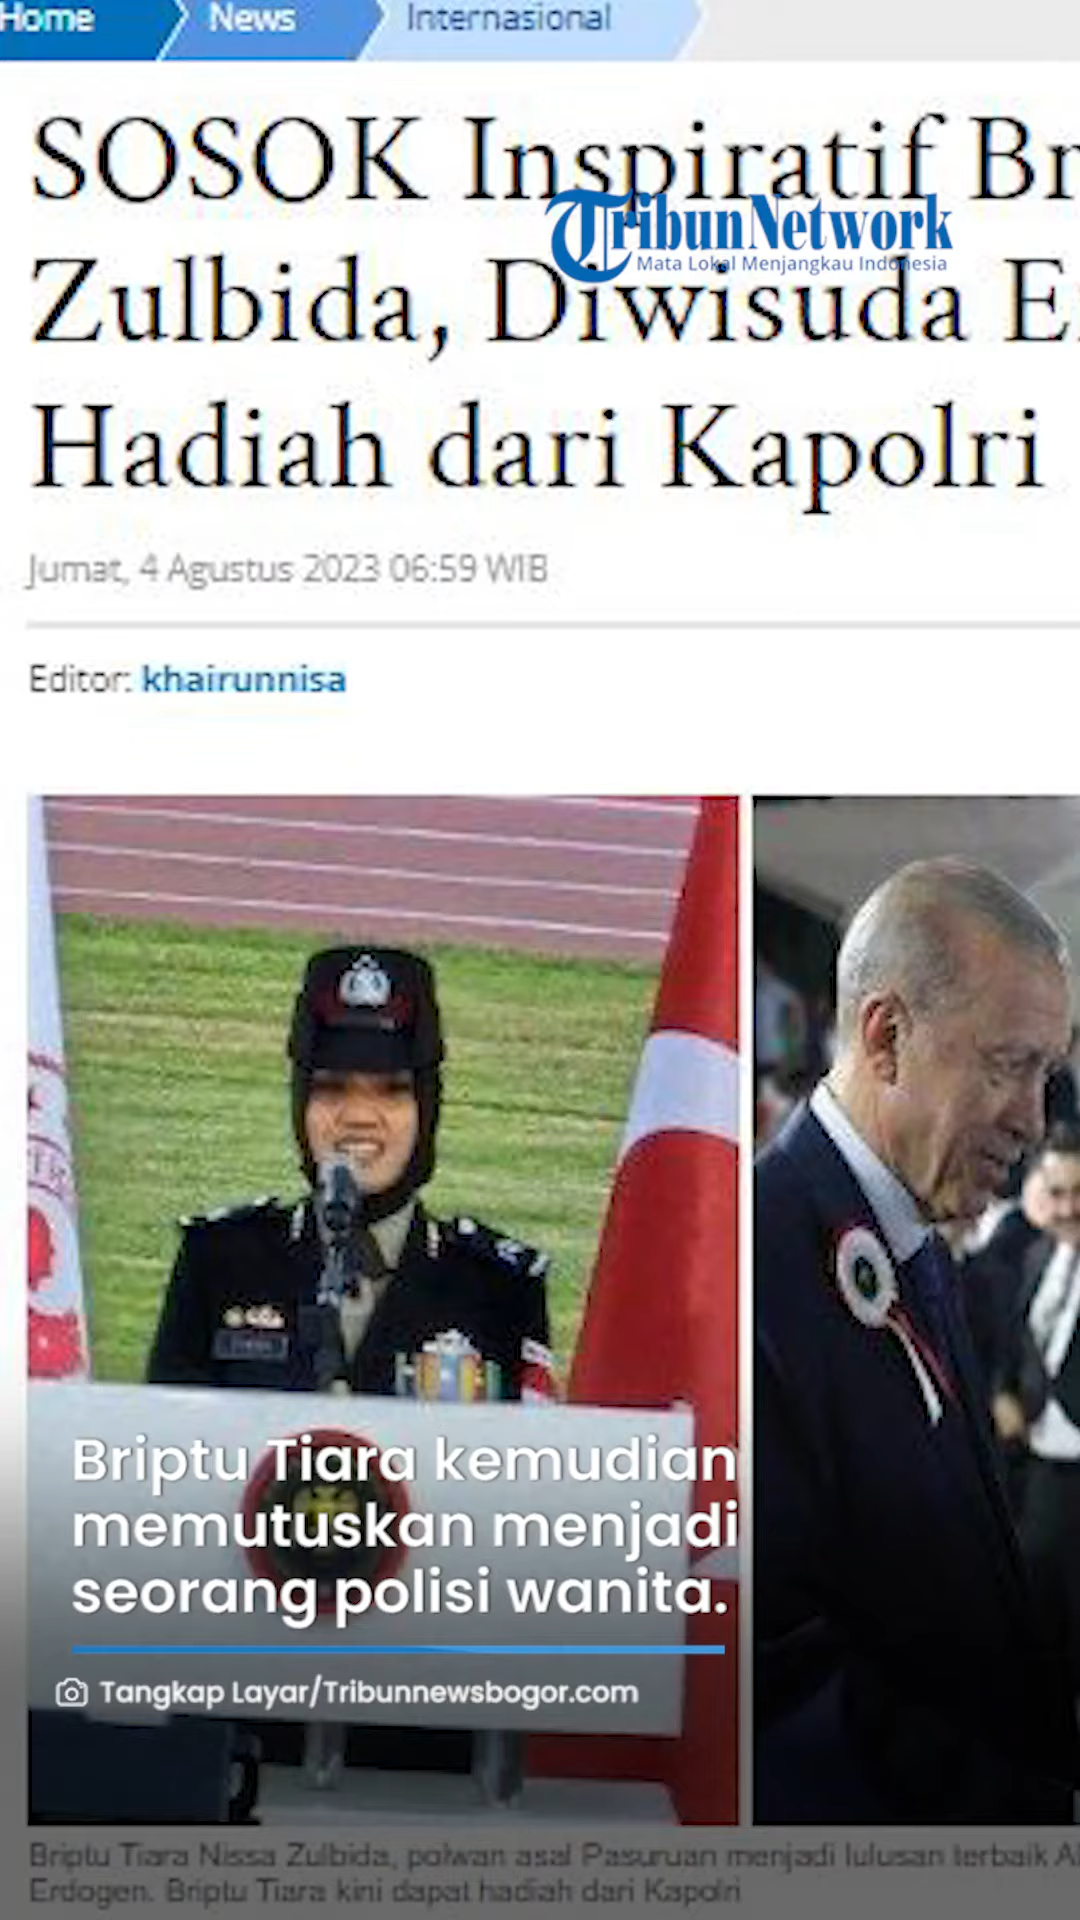 Home News Internasional
SOSOK Inspiratif Br
TribunNetwork
Mata Lokal Menjangkau Indonesia
Zulbida, Diwisuda E
Hadiah dari Kapolri
Jumat, 4 Agustus 2023 06:59 WIB
Editor: khairunnisa
Briptu Tiara kemudian
memutuskan menjadi
seorang polisi wanita.
Tangkap Layar/Tribunnewsbogor.com
Briptu Tiara Nissa Zulbida, polwan asal Pasuruan menjadi lulusan terbaik
Erdogen. Briptu Tiara kini dapat hadiah dari Kapolri